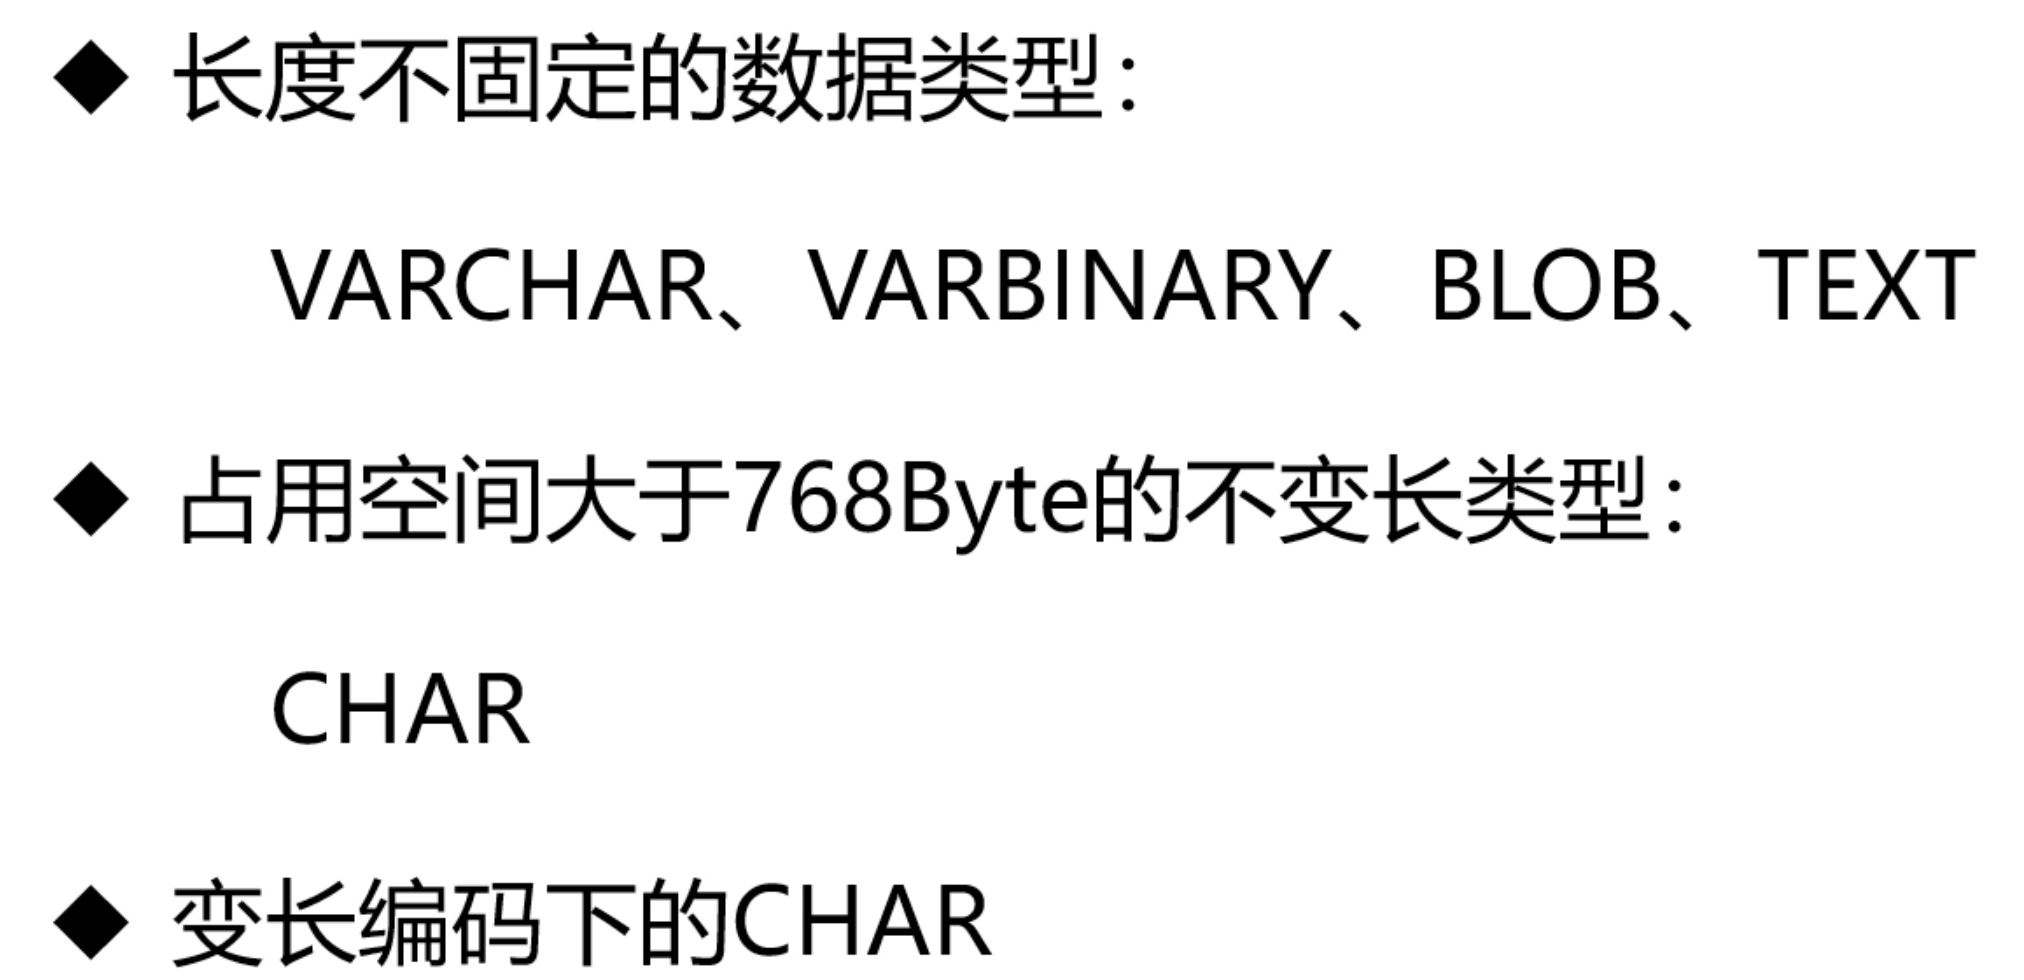 ◆ 长度不固定的数据类型：
VARCHAR、VARBINARY、BLOB、TEXT
◆ 占用空间大于768Byte的不变长类型：
CHAR
◆ 变长编码下的CHAR